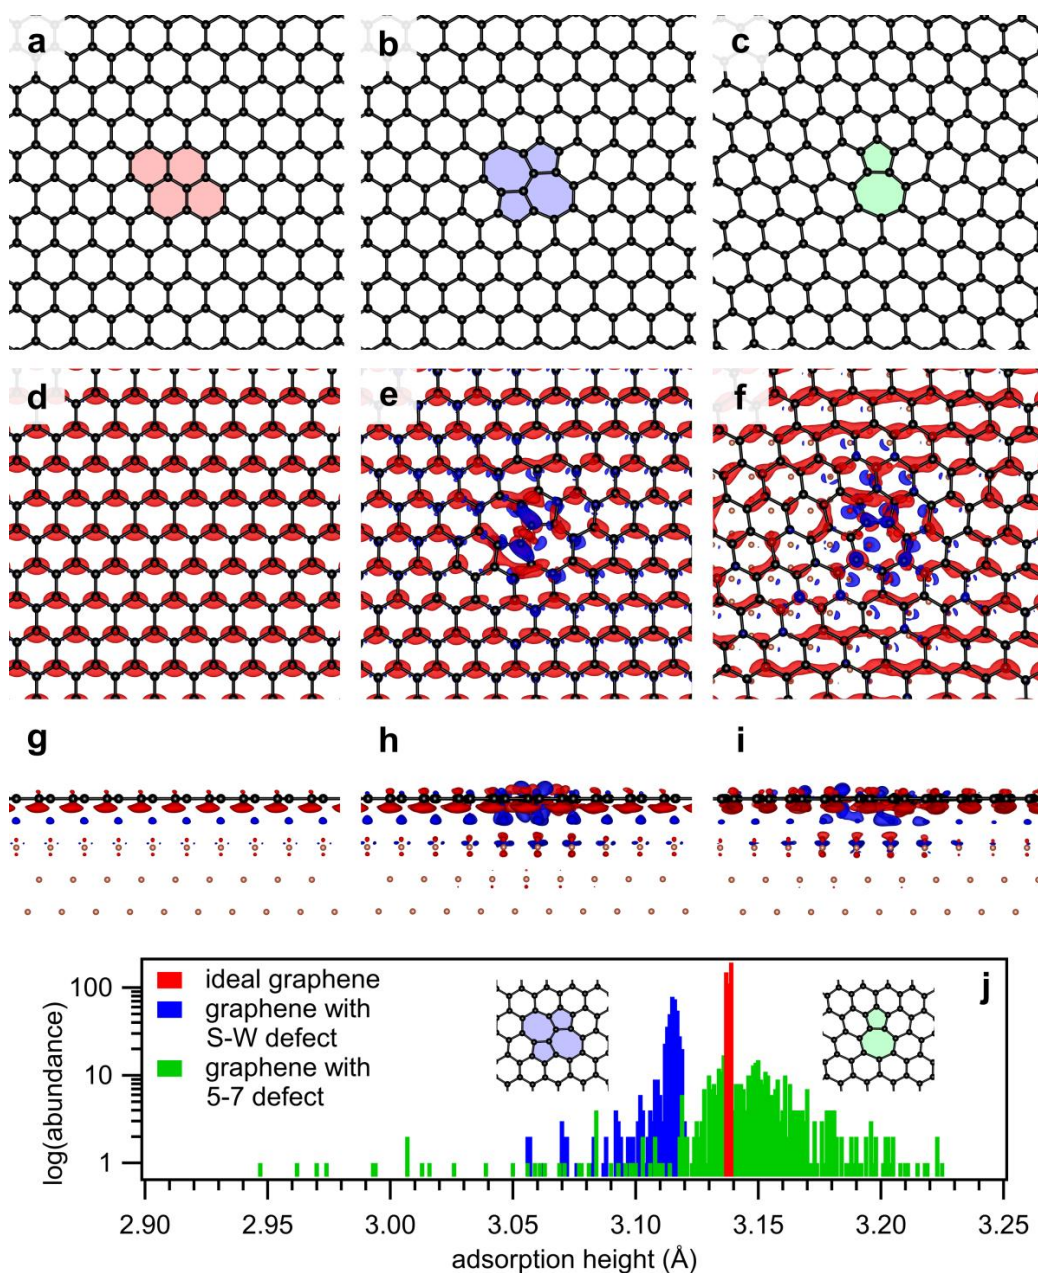 a
b
c
d
e
f
g
h
i
j
ideal graphene
graphene with
S-W defect
graphene with
5-7 defect
log(abundance)
100
10
1
2.90 2.95 3.00 3.05 3.10 3.15 3.20 3.25
adsorption height (Å)